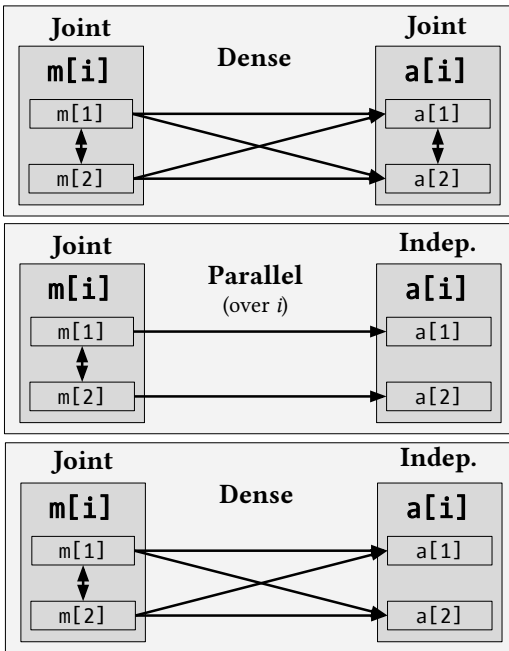 Joint Joint
Dense
m[i] a[i]
m[1] a[1]
m[2] a[2]
Joint Indep.
Parallel
m[i] a[i]
(over i)
m[1] a[1]
m[2] a[2]
Joint Indep.
Dense
m[i] a[i]
m[1] a[1]
m[2] a[2]